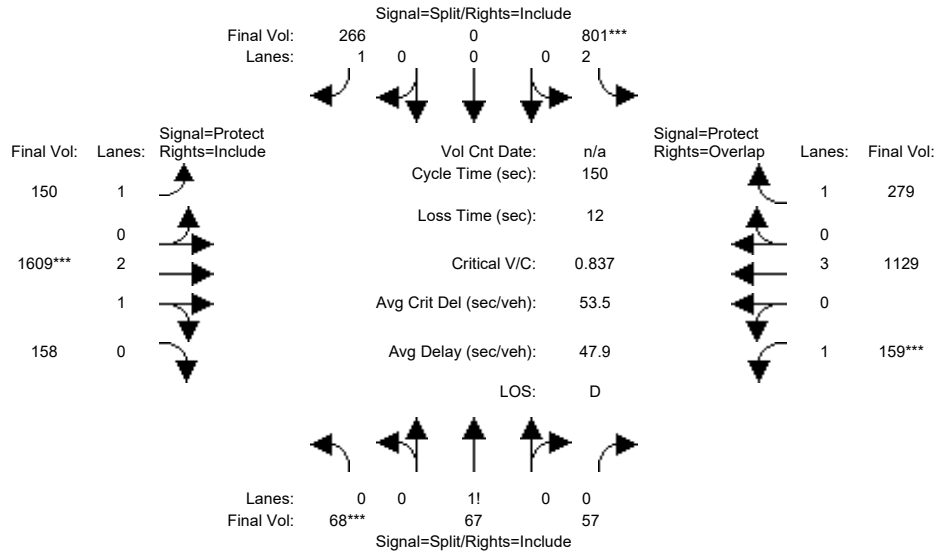 Signal=Split/Rights=Include
Final Vol: 266 0 801***
Lanes: 1 0 0 0 2
Signal=Protect Signal=Protect
Final Vol: Lanes: Rights=Include Vol Cnt Date: n/a Rights=Overlap Lanes: Final Vol:
Cycle Time (sec): 150
150 1 1 279
Loss Time (sec): 12
0 0
1609*** 2 Critical V/C: 0.837 3 1129
1 Avg Crit Del (sec/veh): 53.5 0
158 0 Avg Delay (sec/veh): 47.9 1 159***
LOS: D
Lanes: 0 0 1! 0 0
Final Vol: 68*** 67 57
Signal=Split/Rights=Include